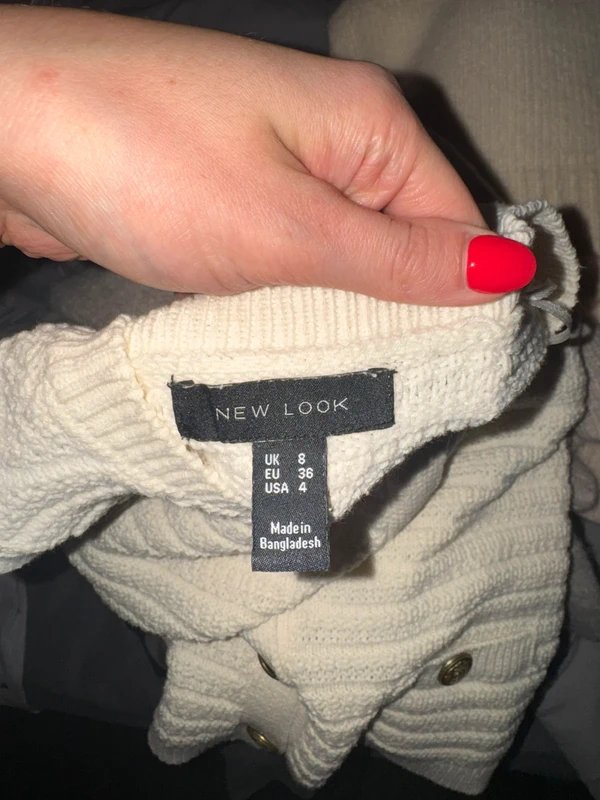 NEW LOOK
UK 8
EU 36
USA 4
Made in
Bangladesh